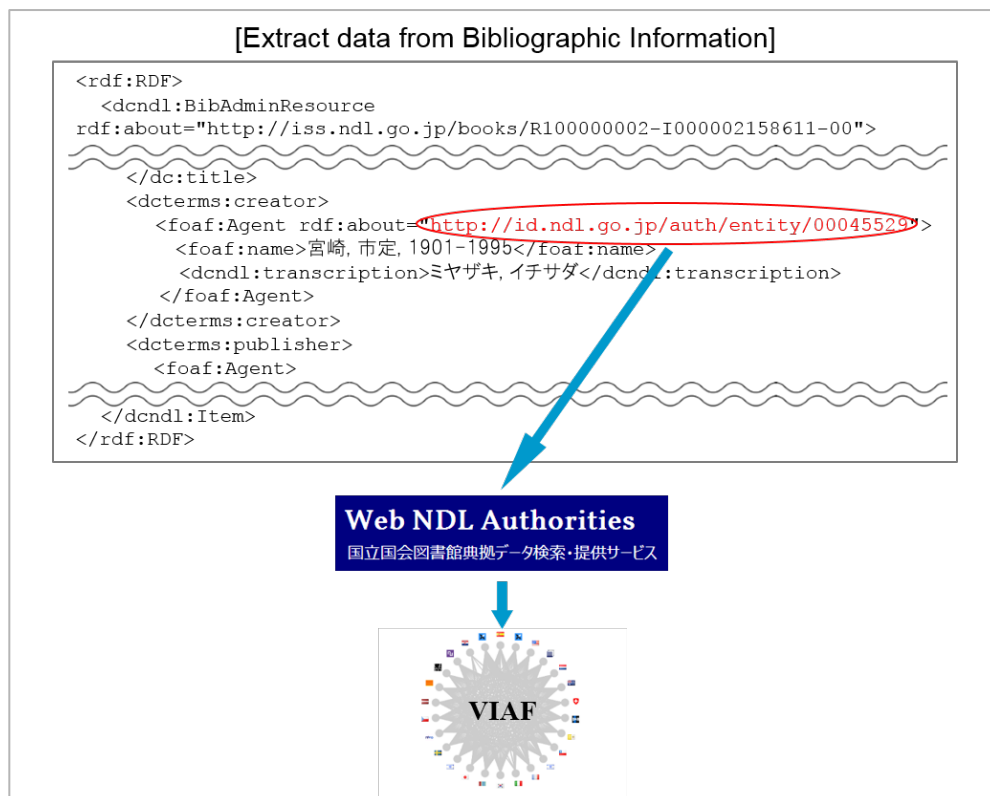 [Extract data from Bibliographic Information]
<rdf:RDF>
<dcndl:BibAdminResource
rdf:about="http://iss.ndl.go.jp/books/R100000002-I000002158611-00">
</dc:title>
<dcterms:creator>
<foaf:Agent rdf:about="http://id.ndl.go.jp/auth/entity/00045529">
<foaf:name>宮崎, 市定, 1901-1995</foaf:name>
<dcndl:transcription>ミヤザキ, イチサダ</dcndl:transcription>
</foaf:Agent>
</dcterms:creator>
<dcterms:publisher>
<foaf:Agent>
</dcndl:Item>
</rdf:RDF>
Web NDL Authorities
国立国会図書館典拠データ検索・提供サービス
VIAF